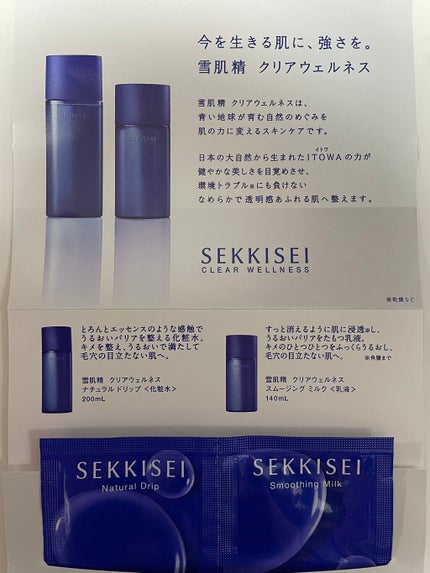 今を生きる肌に、強さを。
雪肌精 クリアウェルネス
雪肌精 クリアウェルネスは、
青い地球が育む自然のめぐみを
肌の力に変えるスキンケアです。
イトワ
日本の大自然から生まれたITOWAの力が
健やかな美しさを目覚めさせ、
環境トラブル※にも負けない
なめらかで透明感あふれる肌へ整えます。
SEKKISEI
SEKKISEI
CLEAR WELLNESS
※乾燥など
とろんとエッセンスのような感触で
うるおいバリアを整える化粧水。
キメを整え、うるおいで満たして
毛穴の目立たない肌へ。
雪肌精 クリアウェルネス
ナチュラル ドリップ <化粧水>
200mL
すっと消えるように肌に浸透※し、
うるおいバリアをたもつ乳液。
キメのひとつひとつをふっくらうるおし、
毛穴の目立たない肌へ。 ※角層まで
雪肌精 クリアウェルネス
スムージング ミルク <乳液>
140mL
SEKKISEI
Natural Drip
SEKKISEI
Smoothing Milk